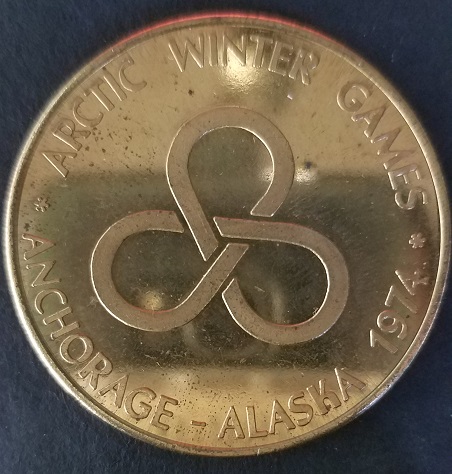 ARCTIC WINTER GAMES
* ANCHORAGE - ALASKA 1974 *